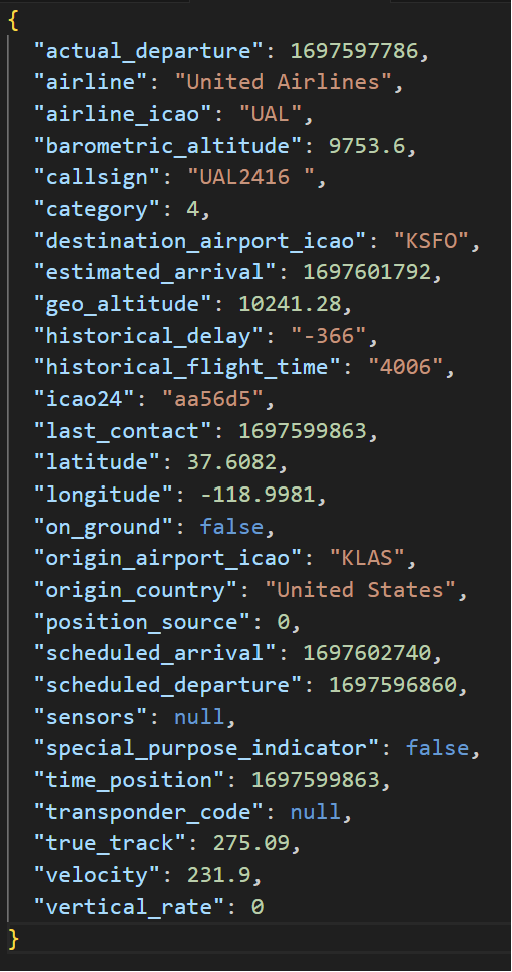 {
"actual_departure": 1697597786,
"airline": "United Airlines",
"airline_icao": "UAL",
"barometric_altitude": 9753.6,
"callsign": "UAL2416 ",
"category": 4,
"destination_airport_icao": "KSFO",
"estimated_arrival": 1697601792,
"geo_altitude": 10241.28,
"historical_delay": "-366",
"historical_flight_time": "4006",
"icao24": "aa56d5",
"last_contact": 1697599863,
"latitude": 37.6082,
"longitude": -118.9981,
"on_ground": false,
"origin_airport_icao": "KLAS",
"origin_country": "United States",
"position_source": 0,
"scheduled_arrival": 1697602740,
"scheduled_departure": 1697596860,
"sensors": null,
"special_purpose_indicator": false,
"time_position": 1697599863,
"transponder_code": null,
"true_track": 275.09,
"velocity": 231.9,
"vertical_rate": 0
}